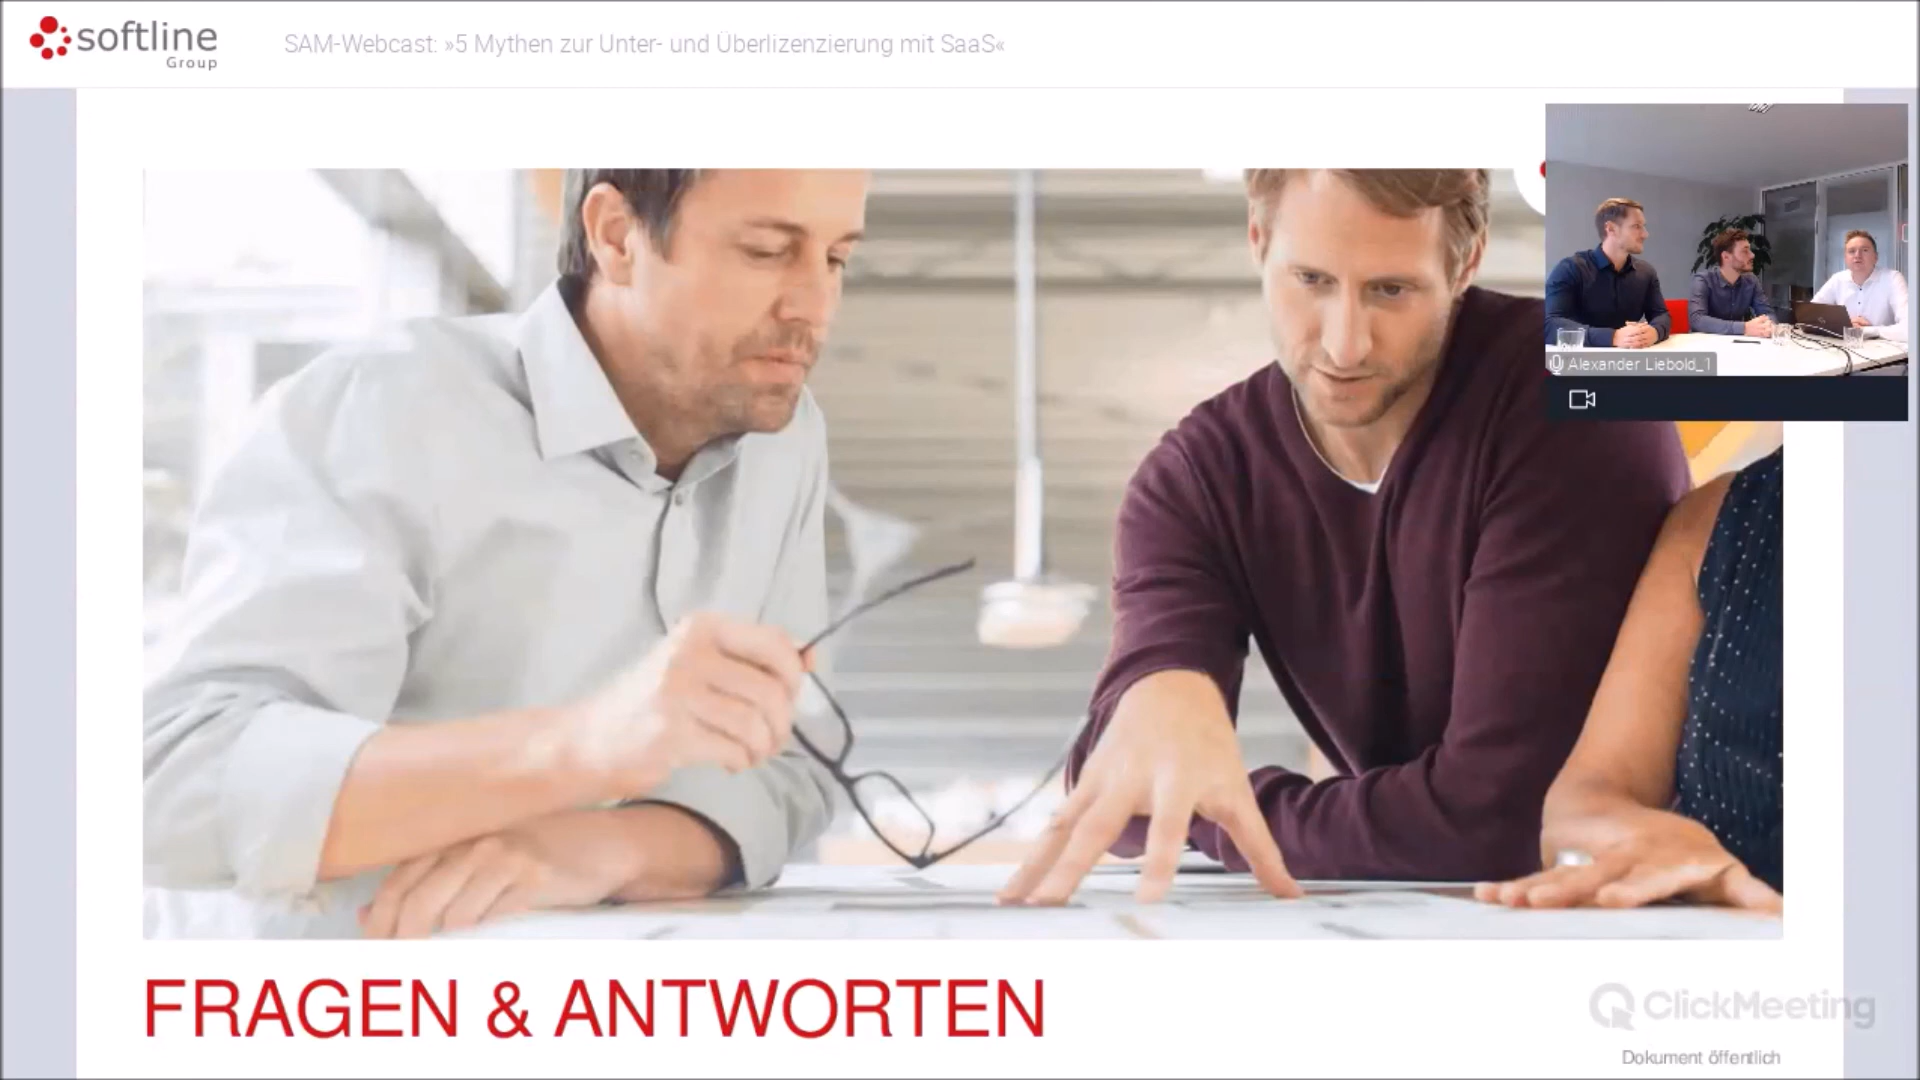 softline
Group
SAM-Webcast: »5 Mythen zur Unter- und Überlizenzierung mit SaaS«
Alexander Liebold_1
FRAGEN & ANTWORTEN
ClickMeeting
Dokument öffentlich